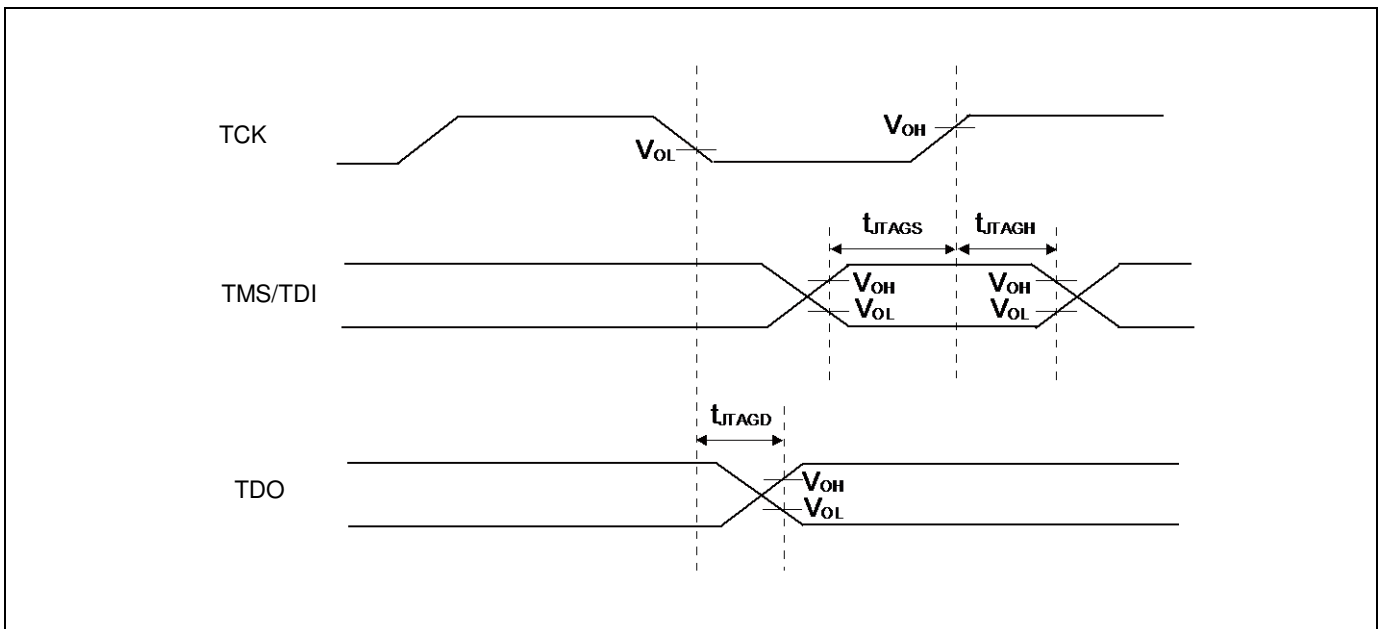 TCK
VOL
VOH
tJTAGS
tJTAGH
TMS/TDI
VOH
VOL
VOH
VOL
tJTAGD
TDO
VOH
VOL